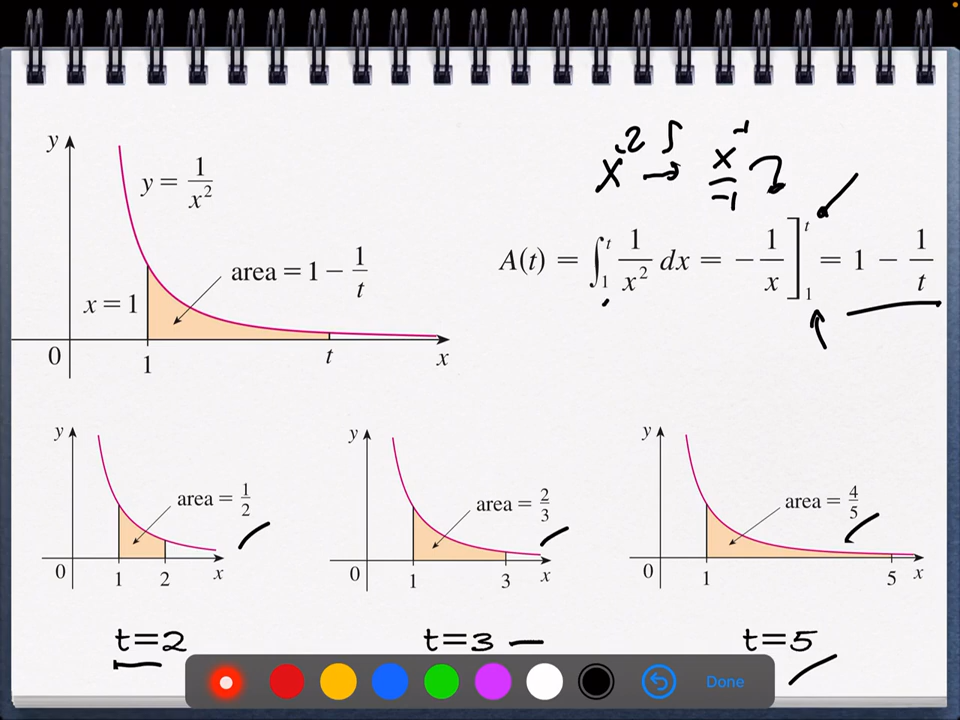 y
y = 1/x²
area = 1 − 1/t
x = 1
0 1 t x
x⁻² ∫ → x⁻¹/−1
A(t) = ∫₁ᵗ 1/x² dx = −1/x ]₁ᵗ = 1 − 1/t
y
area = 1/2
0 1 2 x
t=2
y
area = 2/3
0 1 3 x
t=3
y
area = 4/5
0 1 5 x
t=5
Done